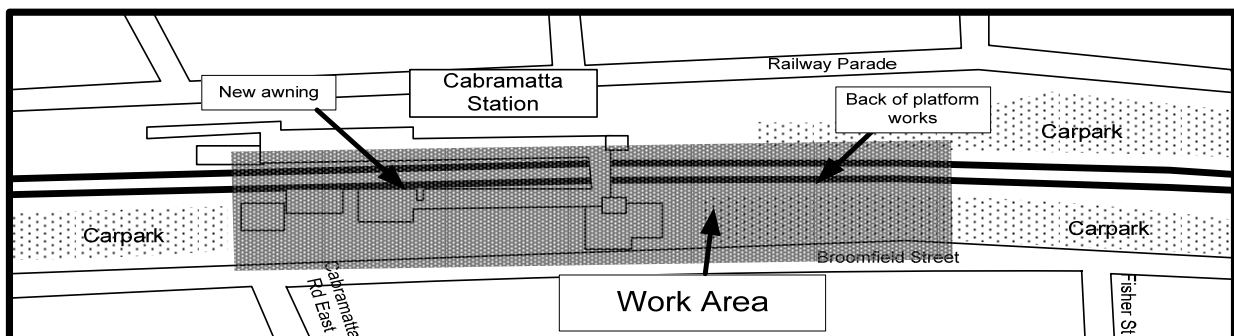 Railway Parade
New awning
Cabramatta
Station
Back of platform
works
Carpark
Carpark
Carpark
Broomfield Street
Cabramatta
Rd East
Work Area
Fisher St